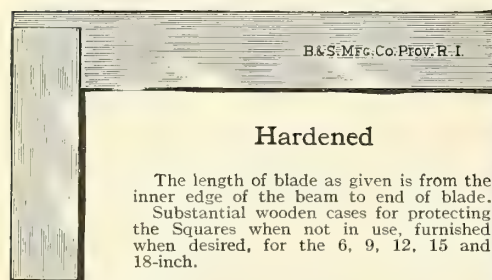 B.& S. MFG. CO. PROV. R. I.
Hardened
The length of blade as given is from the
inner edge of the beam to end of blade.
Substantial wooden cases for protecting
the Squares when not in use, furnished
when desired, for the 6, 9, 12, 15 and
18-inch.